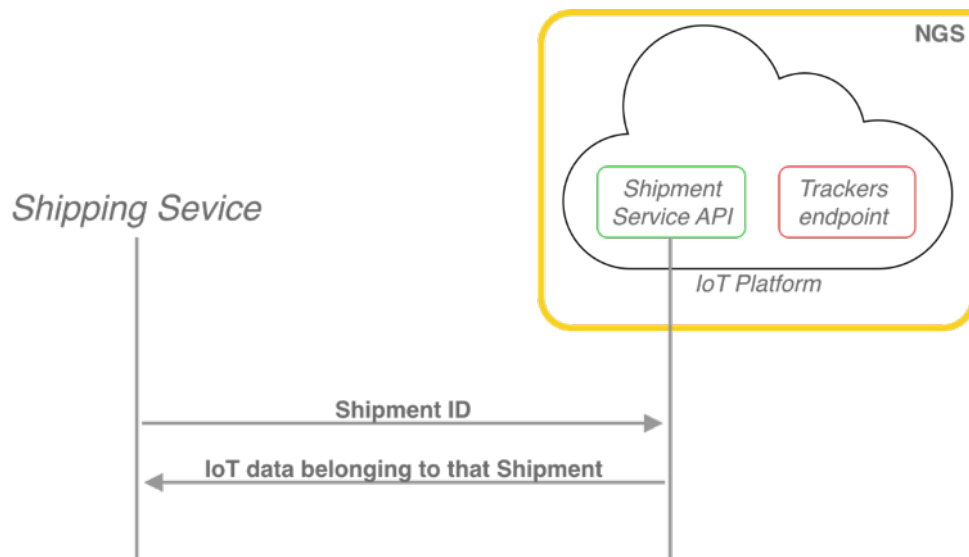 NGS
Shipping Sevice
Shipment
Service API
Trackers
endpoint
IoT Platform
Shipment ID
IoT data belonging to that Shipment